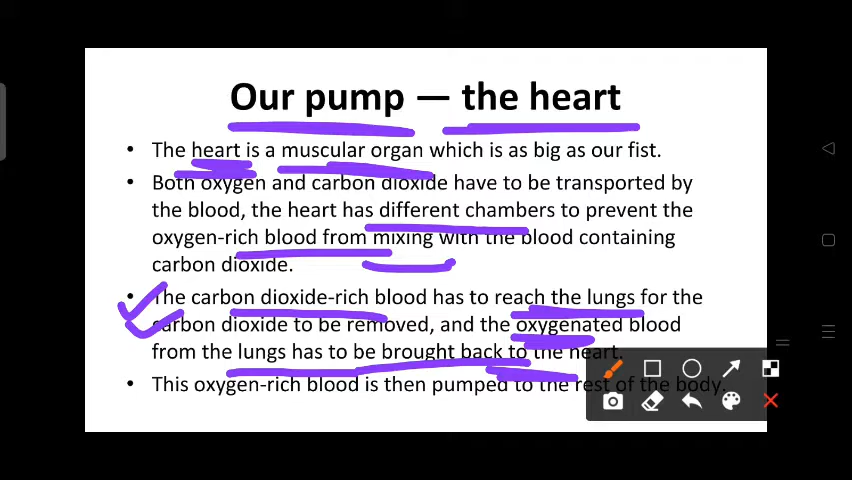 Our pump — the heart
• The heart is a muscular organ which is as big as our fist.
• Both oxygen and carbon dioxide have to be transported by
the blood, the heart has different chambers to prevent the
oxygen-rich blood from mixing with the blood containing
carbon dioxide.
• The carbon dioxide-rich blood has to reach the lungs for the
carbon dioxide to be removed, and the oxygenated blood
from the lungs has to be brought back to the heart.
• This oxygen-rich blood is then pumped to the rest of the body.